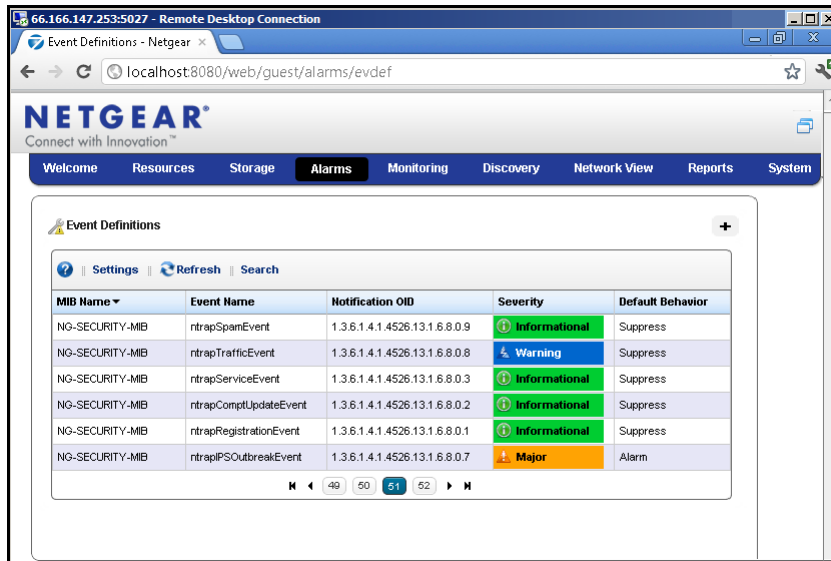 66.166.147.253:5027 - Remote Desktop Connection
Event Definitions - Netgear
localhost:8080/web/guest/alarms/evdef
NETGEAR®
Connect with Innovation™
Welcome Resources Storage Alarms Monitoring Discovery Network View Reports System
Event Definitions
Settings || Refresh || Search
MIB Name Event Name Notification OID Severity Default Behavior
NG-SECURITY-MIB ntrapSpamEvent 1.3.6.1.4.1.4526.13.1.6.8.0.9 Informational Suppress
NG-SECURITY-MIB ntrapTrafficEvent 1.3.6.1.4.1.4526.13.1.6.8.0.8 Warning Suppress
NG-SECURITY-MIB ntrapServiceEvent 1.3.6.1.4.1.4526.13.1.6.8.0.3 Informational Suppress
NG-SECURITY-MIB ntrapComptUpdateEvent 1.3.6.1.4.1.4526.13.1.6.8.0.2 Informational Suppress
NG-SECURITY-MIB ntrapRegistrationEvent 1.3.6.1.4.1.4526.13.1.6.8.0.1 Informational Suppress
NG-SECURITY-MIB ntrapIPSOutbreakEvent 1.3.6.1.4.1.4526.13.1.6.8.0.7 Major Alarm
49 50 51 52